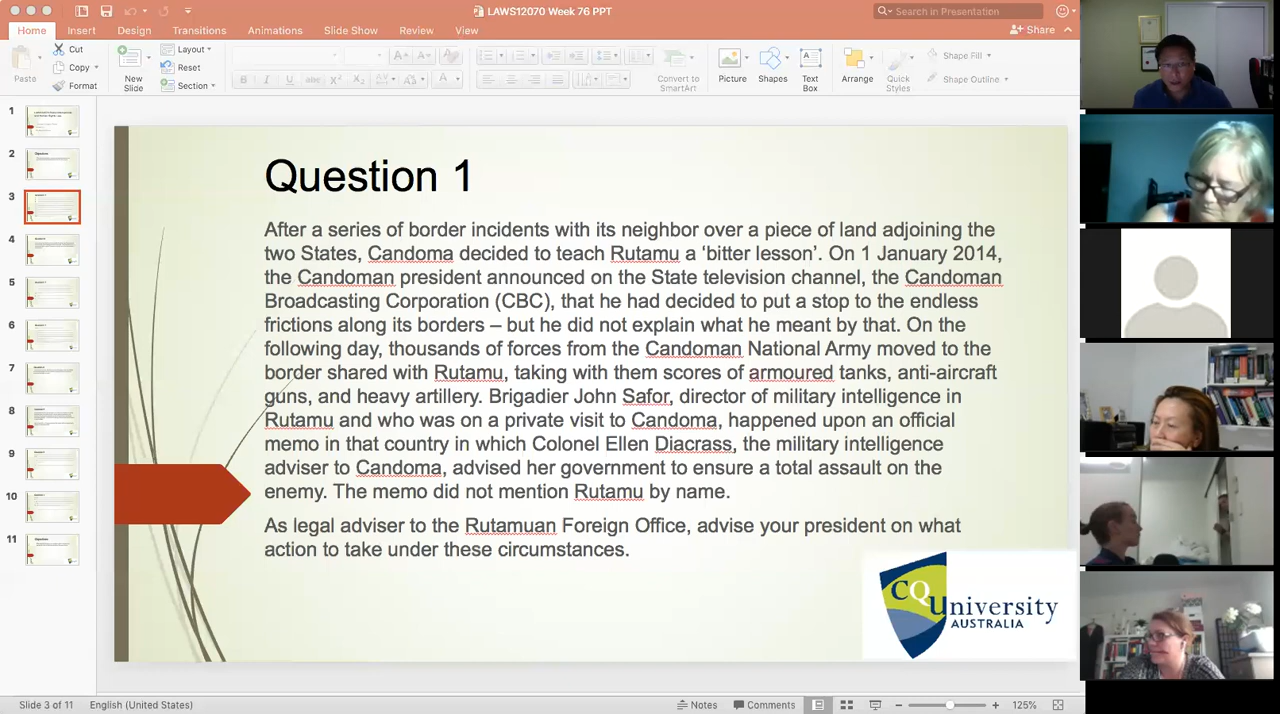 LAWS12070 Week 76 PPT
Search in Presentation
Home Insert Design Transitions Animations Slide Show Review View
Share
Paste
Cut
Copy
Format
New Slide
Layout
Reset
Section
Convert to SmartArt
Picture
Shapes
Text Box
Arrange
Quick Styles
Shape Fill
Shape Outline
1
2
3
4
5
6
7
8
9
10
11
Question 1
After a series of border incidents with its neighbor over a piece of land adjoining the
two States, Candoma decided to teach Rutamu a ‘bitter lesson’. On 1 January 2014,
the Candoman president announced on the State television channel, the Candoman
Broadcasting Corporation (CBC), that he had decided to put a stop to the endless
frictions along its borders – but he did not explain what he meant by that. On the
following day, thousands of forces from the Candoman National Army moved to the
border shared with Rutamu, taking with them scores of armoured tanks, anti-aircraft
guns, and heavy artillery. Brigadier John Safor, director of military intelligence in
Rutamu and who was on a private visit to Candoma, happened upon an official
memo in that country in which Colonel Ellen Diacrass, the military intelligence
adviser to Candoma, advised her government to ensure a total assault on the
enemy. The memo did not mention Rutamu by name.
As legal adviser to the Rutamuan Foreign Office, advise your president on what
action to take under these circumstances.
CQUniversity
AUSTRALIA
Slide 3 of 11 English (United States)
Notes Comments 125%